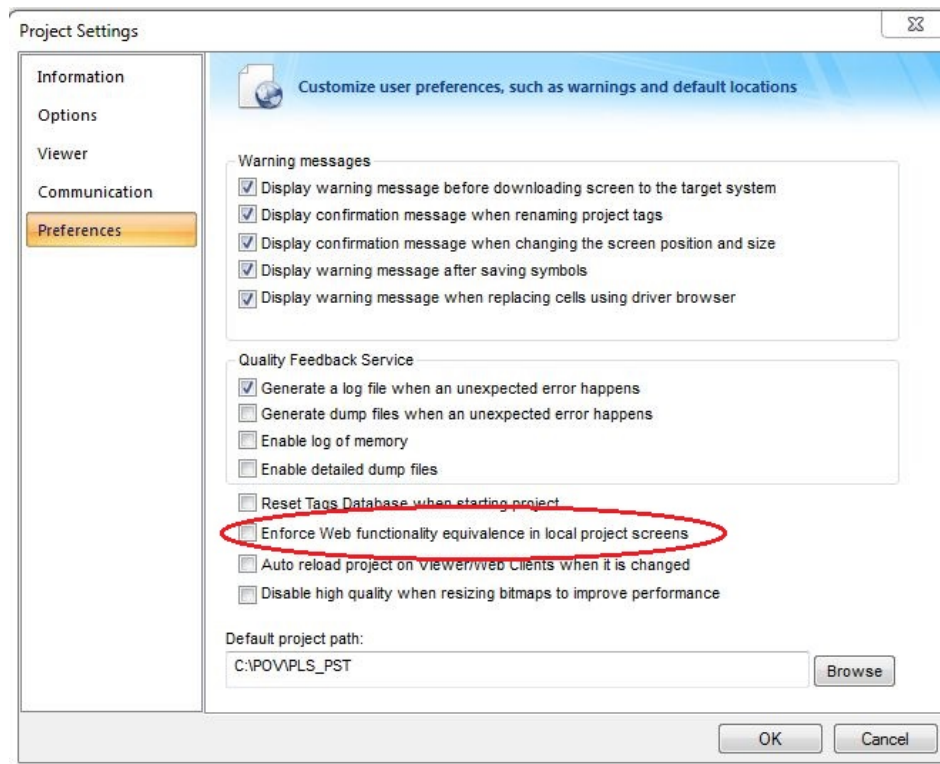 Project Settings
Information
Options
Viewer
Communication
Preferences
Customize user preferences, such as warnings and default locations
Warning messages
Display warning message before downloading screen to the target system
Display confirmation message when renaming project tags
Display confirmation message when changing the screen position and size
Display warning message after saving symbols
Display warning message when replacing cells using driver browser
Quality Feedback Service
Generate a log file when an unexpected error happens
Generate dump files when an unexpected error happens
Enable log of memory
Enable detailed dump files
Reset Tags Database when starting project
Enforce Web functionality equivalence in local project screens
Auto reload project on Viewer/Web Clients when it is changed
Disable high quality when resizing bitmaps to improve performance
Default project path:
C:\POV\PLS_PST
Browse
OK
Cancel